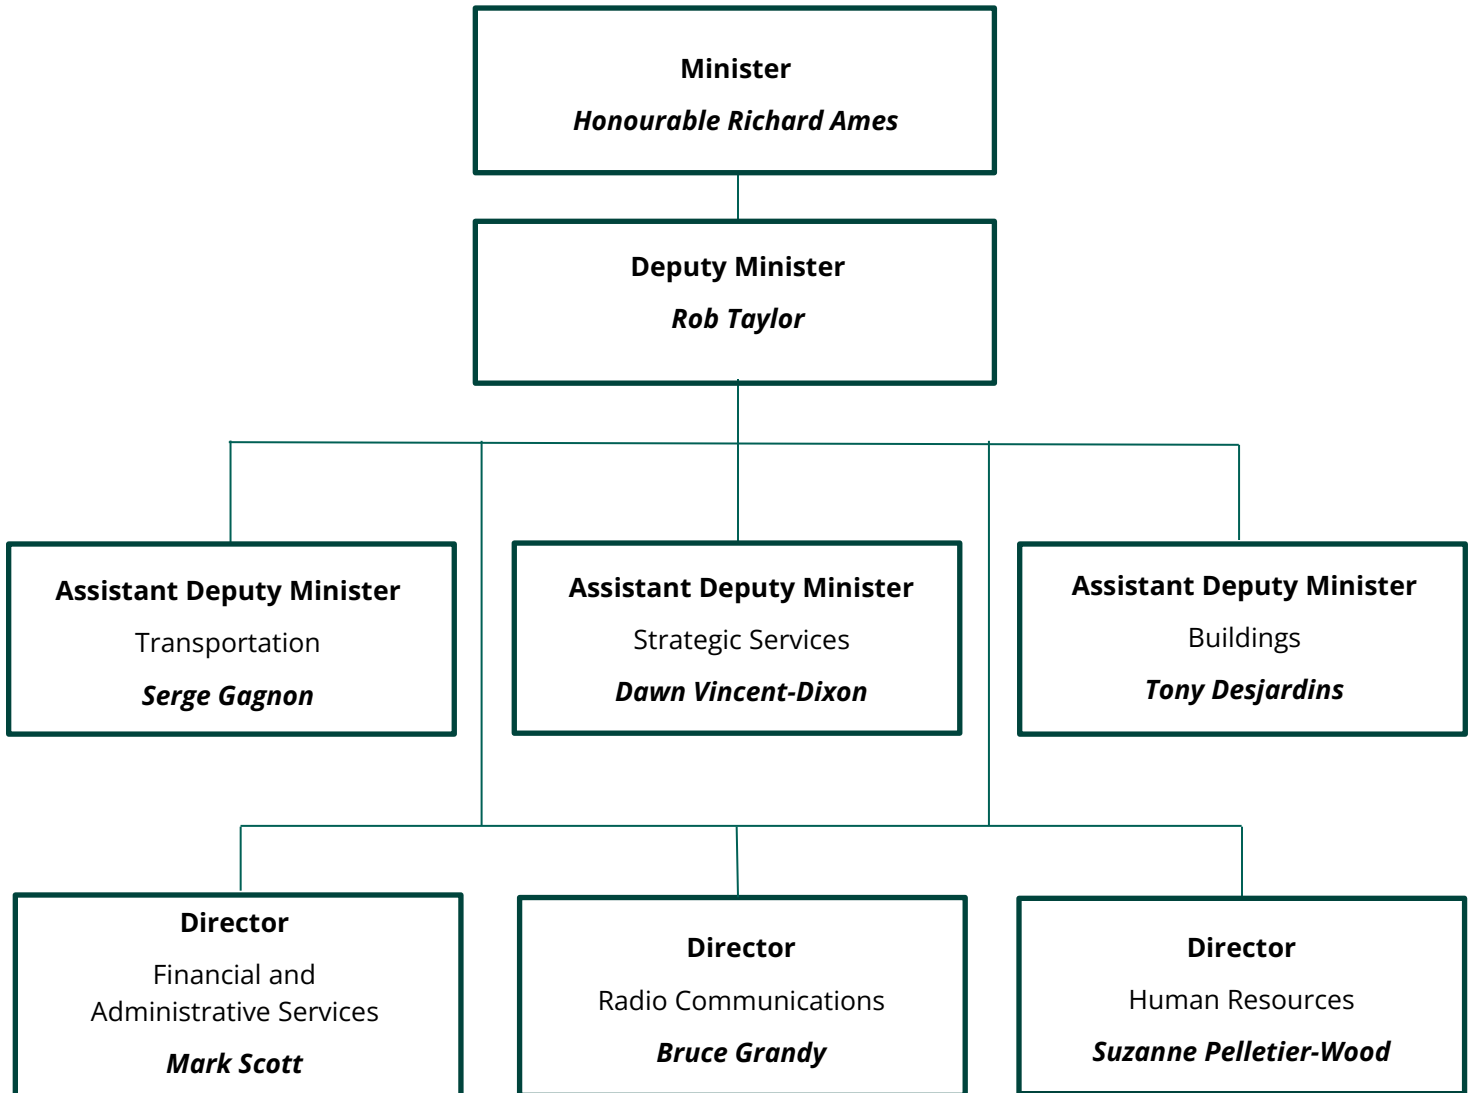 Minister
Honourable Richard Ames
Deputy Minister
Rob Taylor
Assistant Deputy Minister
Transportation
Serge Gagnon
Assistant Deputy Minister
Strategic Services
Dawn Vincent-Dixon
Assistant Deputy Minister
Buildings
Tony Desjardins
Director
Financial and
Administrative Services
Mark Scott
Director
Radio Communications
Bruce Grandy
Director
Human Resources
Suzanne Pelletier-Wood